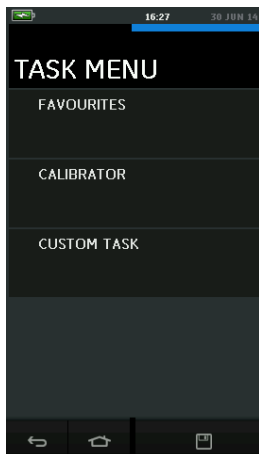 16:27 30 JUN 14
TASK MENU
FAVOURITES
CALIBRATOR
CUSTOM TASK